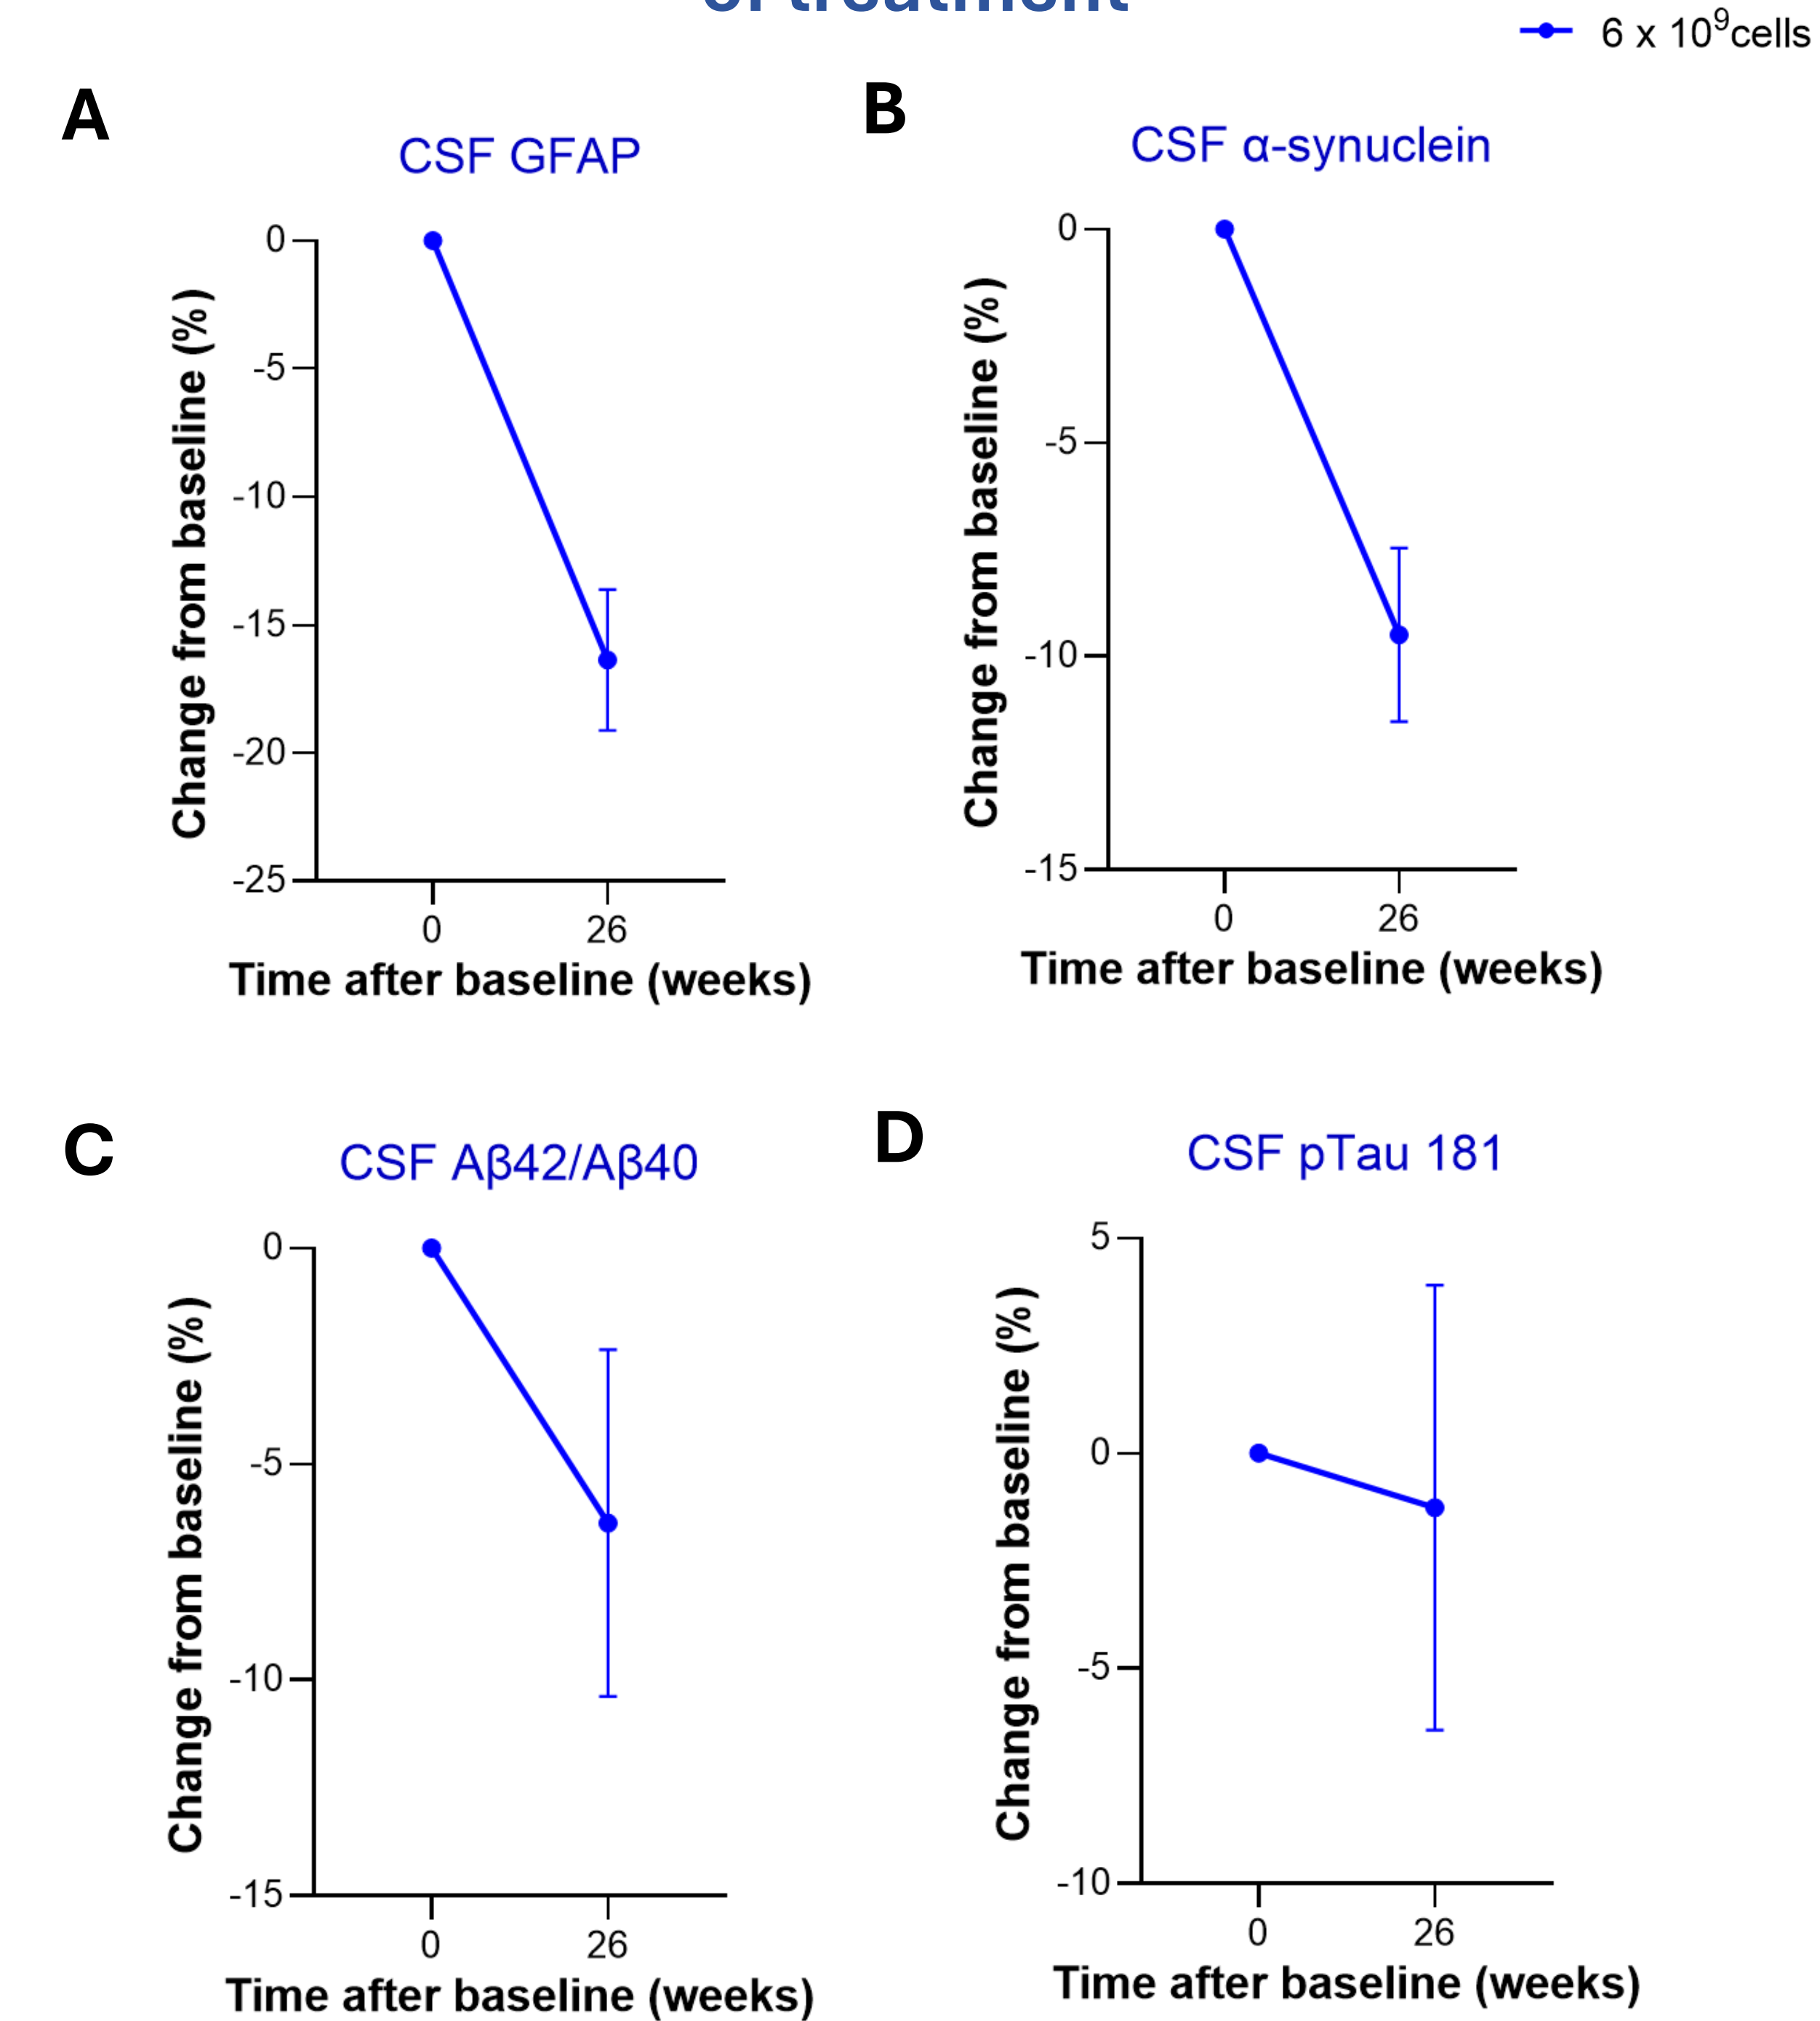 of treatment
6 x 10⁹cells
A
CSF GFAP
0
-5
-10
-15
-20
-25
Change from baseline (%)
0 26
Time after baseline (weeks)
B
CSF α-synuclein
0
-5
-10
-15
Change from baseline (%)
0 26
Time after baseline (weeks)
C
CSF Aβ42/Aβ40
0
-5
-10
-15
Change from baseline (%)
0 26
Time after baseline (weeks)
D
CSF pTau 181
5
0
-5
-10
Change from baseline (%)
0 26
Time after baseline (weeks)